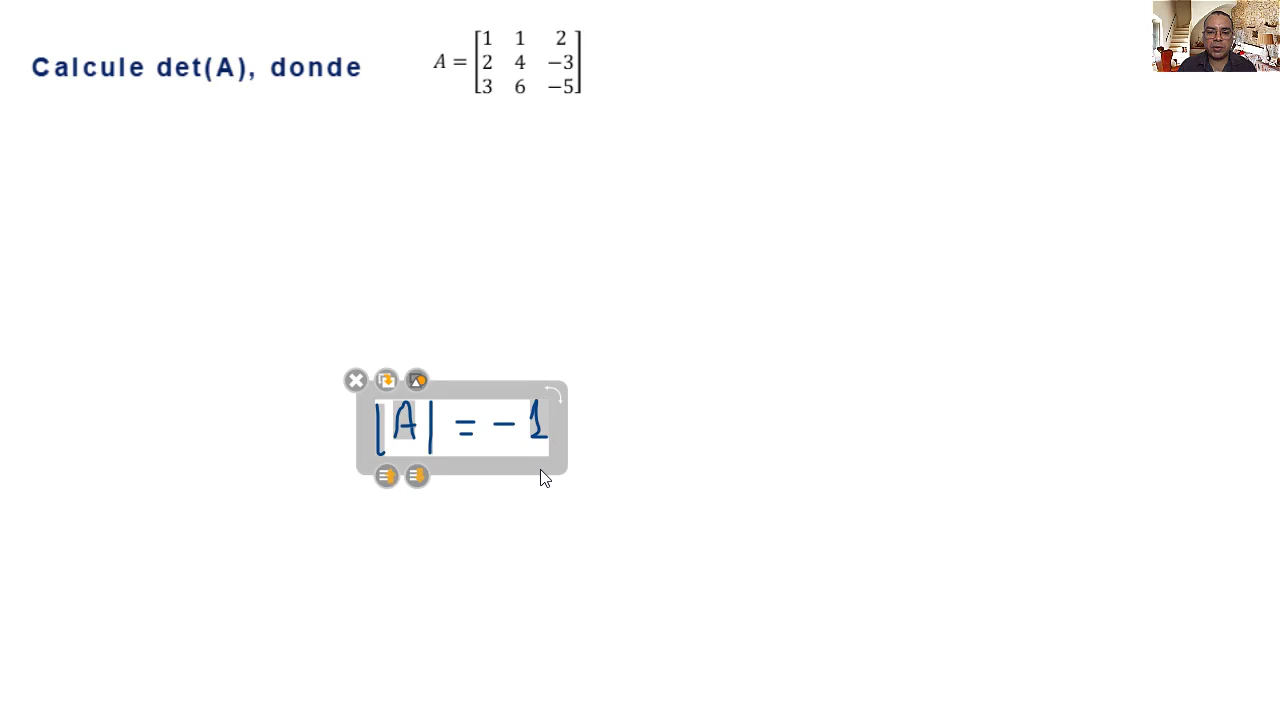 Calcule det(A), donde
A = [1 1 2
2 4 −3
3 6 −5]
|A| = − 1